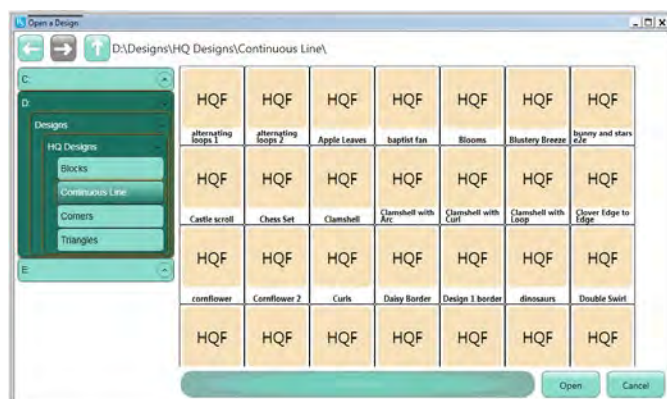 Open a Design
D:\Designs\HQ Designs\Continuous Line\
C:
D:
Designs
HQ Designs
Blocks
Continuous Line
Corners
Triangles
E:
HQF HQF HQF HQF HQF HQF HQF
alternating loops 1
alternating loops 2
Apple Leaves
baptist fan
Blooms
Blustery Breeze
bunny and stars e2e
HQF HQF HQF HQF HQF HQF HQF
Castle scroll
Chess Set
Clamshell
Clamshell with Arc
Clamshell with Curl
Clamshell with Loop
Clover Edge to Edge
HQF HQF HQF HQF HQF HQF HQF
cornflower
Cornflower 2
Curls
Daisy Border
Design 1 border
dinosaurs
Double Swirl
HQF HQF HQF HQF HQF HQF HQF
Open
Cancel